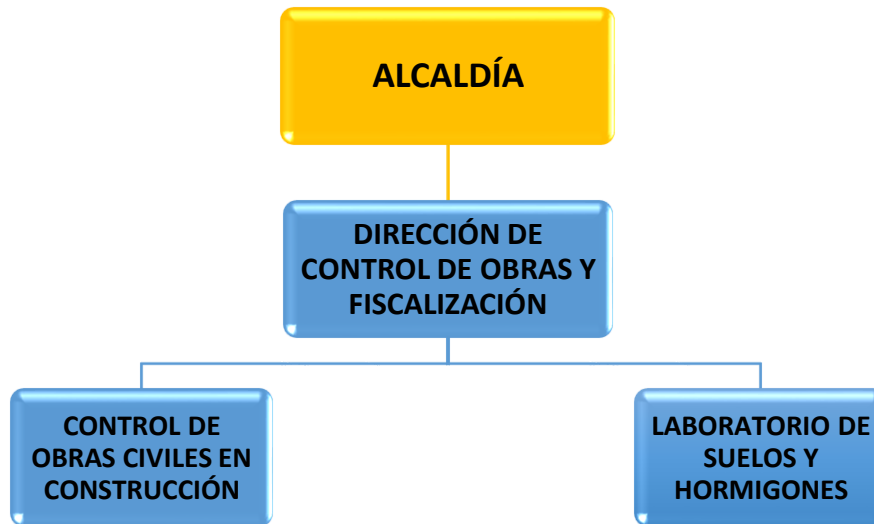 ALCALDÍA
DIRECCIÓN DE
CONTROL DE OBRAS Y
FISCALIZACIÓN
CONTROL DE
OBRAS CIVILES EN
CONSTRUCCIÓN
LABORATORIO DE
SUELOS Y
HORMIGONES